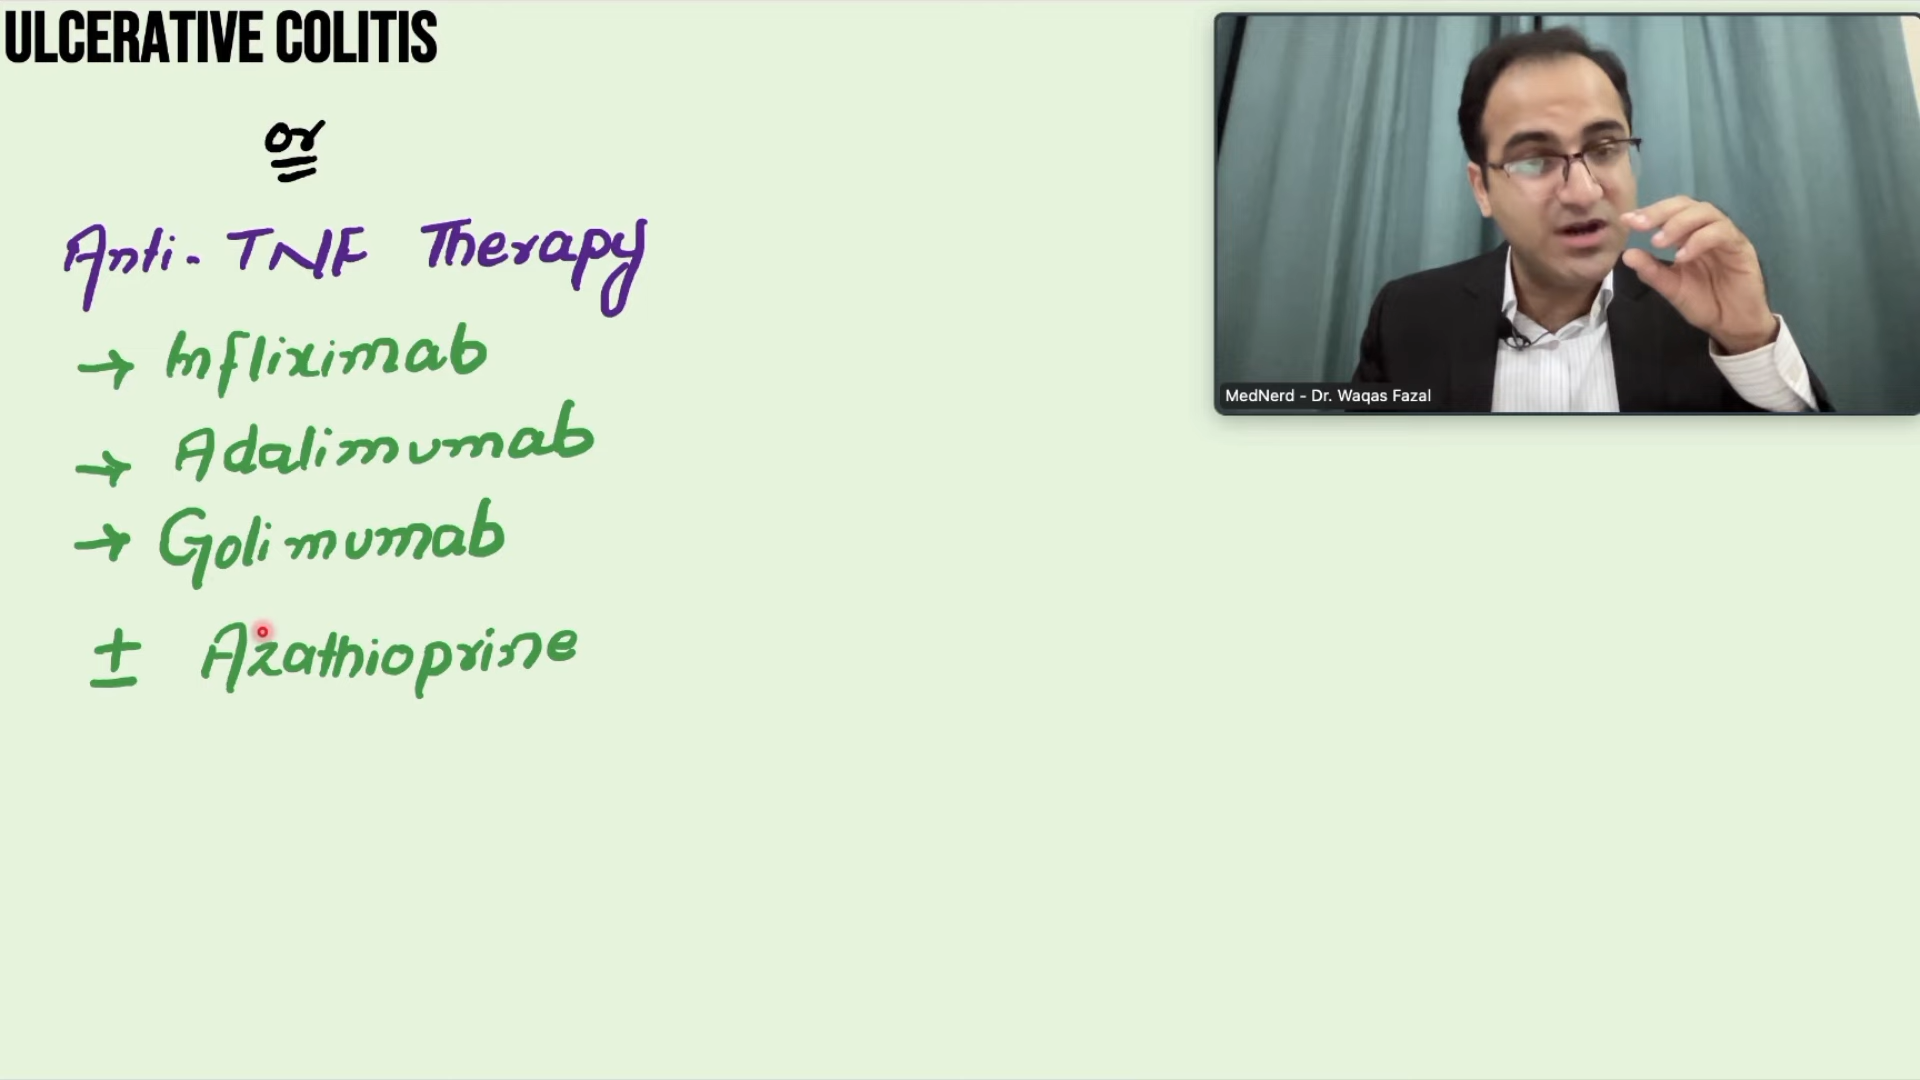 ULCERATIVE COLITIS
or
Anti-TNF Therapy
→ Infliximab
→ Adalimumab
→ Golimumab
± Azathioprine
MedNerd - Dr. Waqas Fazal